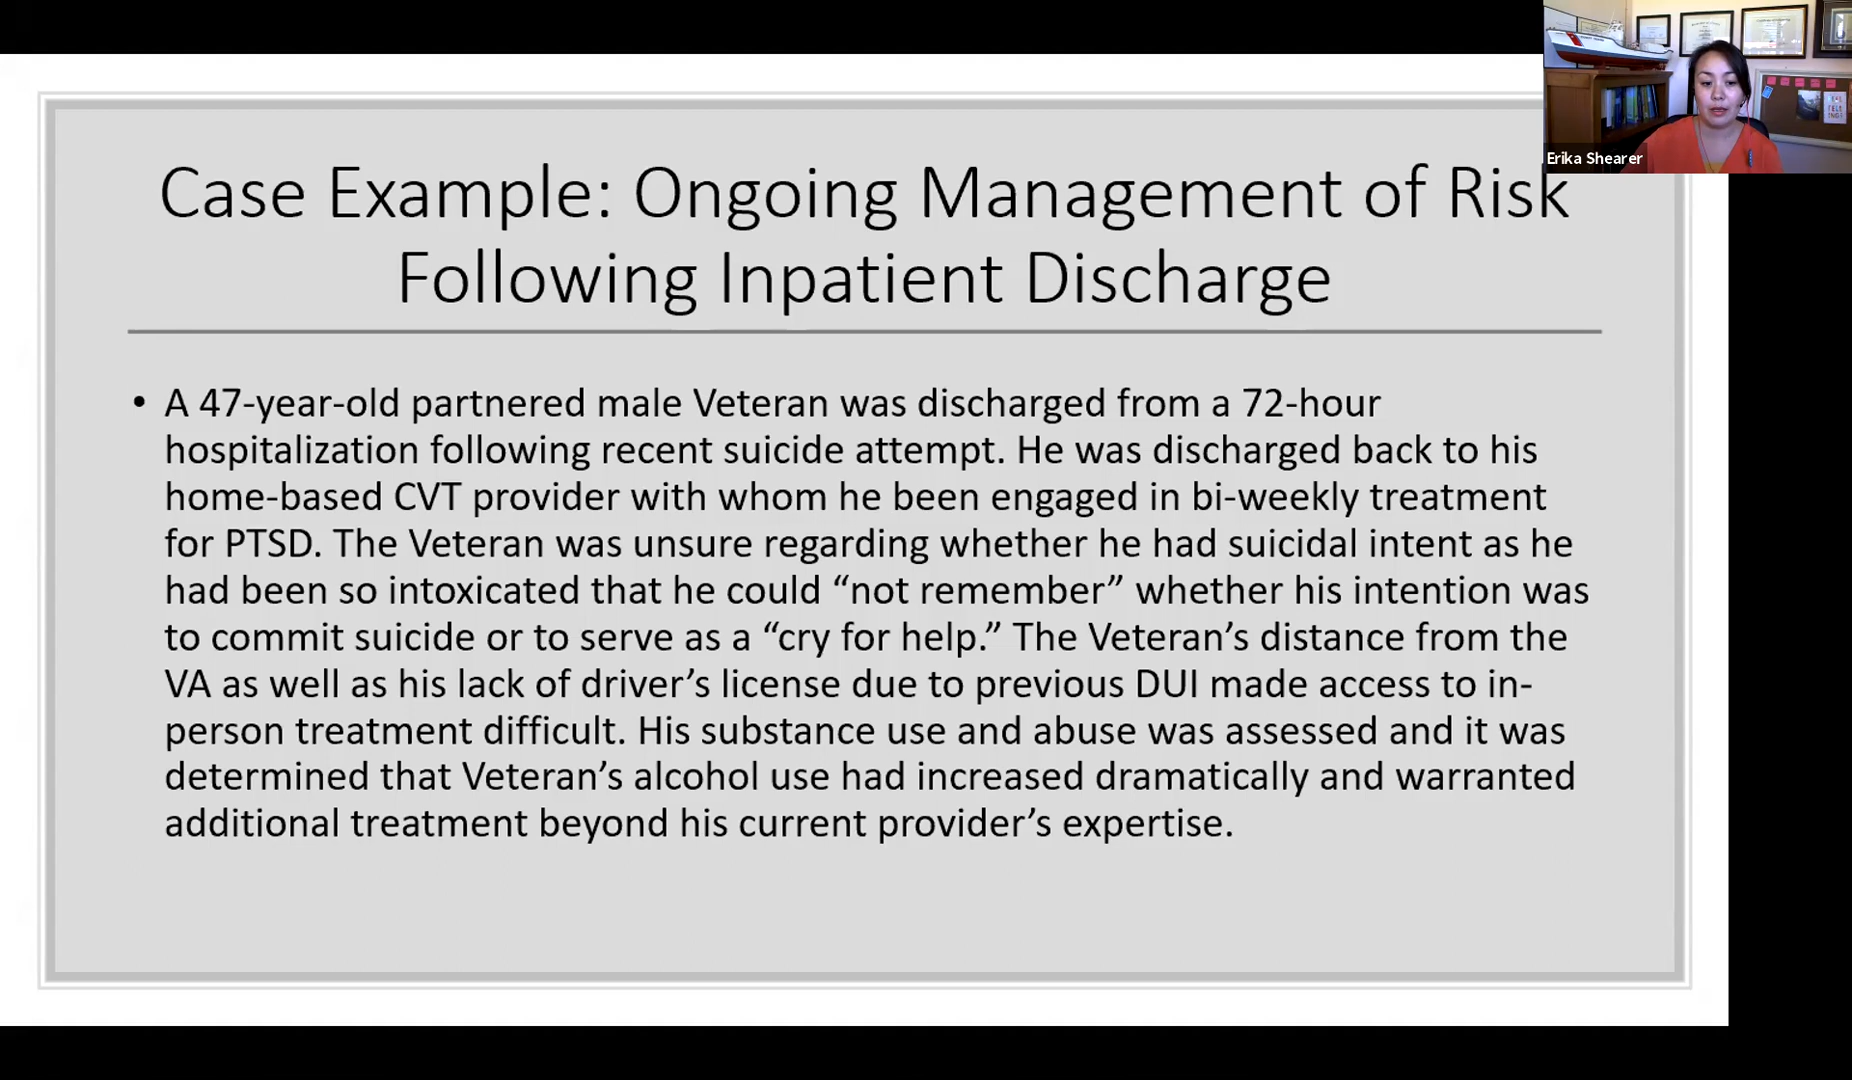 Erika Shearer
Case Example: Ongoing Management of Risk
Following Inpatient Discharge
• A 47-year-old partnered male Veteran was discharged from a 72-hour
hospitalization following recent suicide attempt. He was discharged back to his
home-based CVT provider with whom he been engaged in bi-weekly treatment
for PTSD. The Veteran was unsure regarding whether he had suicidal intent as he
had been so intoxicated that he could “not remember” whether his intention was
to commit suicide or to serve as a “cry for help.” The Veteran’s distance from the
VA as well as his lack of driver’s license due to previous DUI made access to in-
person treatment difficult. His substance use and abuse was assessed and it was
determined that Veteran’s alcohol use had increased dramatically and warranted
additional treatment beyond his current provider’s expertise.